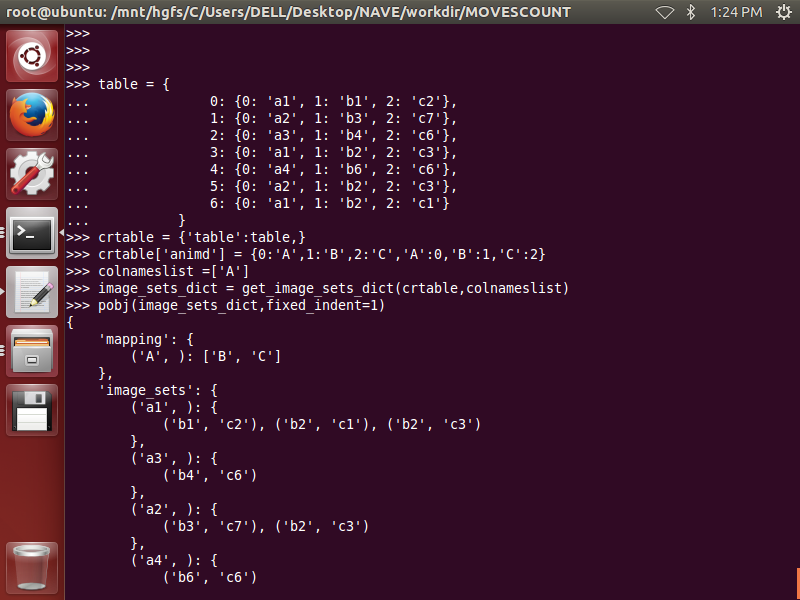 root@ubuntu: /mnt/hgfs/C/Users/DELL/Desktop/NAVE/workdir/MOVESCOUNT 1:24 PM
>>>
>>>
>>>
>>> table = {
...               0: {0: 'a1', 1: 'b1', 2: 'c2'},
...               1: {0: 'a2', 1: 'b3', 2: 'c7'},
...               2: {0: 'a3', 1: 'b4', 2: 'c6'},
...               3: {0: 'a1', 1: 'b2', 2: 'c3'},
...               4: {0: 'a4', 1: 'b6', 2: 'c6'},
...               5: {0: 'a2', 1: 'b2', 2: 'c3'},
...               6: {0: 'a1', 1: 'b2', 2: 'c1'}
...           }
>>> crtable = {'table':table,}
>>> crtable['animd'] = {0:'A',1:'B',2:'C','A':0,'B':1,'C':2}
>>> colnameslist =['A']
>>> image_sets_dict = get_image_sets_dict(crtable,colnameslist)
>>> pobj(image_sets_dict,fixed_indent=1)
{
    'mapping': {
        ('A', ): ['B', 'C']
    },
    'image_sets': {
        ('a1', ): {
            ('b1', 'c2'), ('b2', 'c1'), ('b2', 'c3')
        },
        ('a3', ): {
            ('b4', 'c6')
        },
        ('a2', ): {
            ('b3', 'c7'), ('b2', 'c3')
        },
        ('a4', ): {
            ('b6', 'c6')